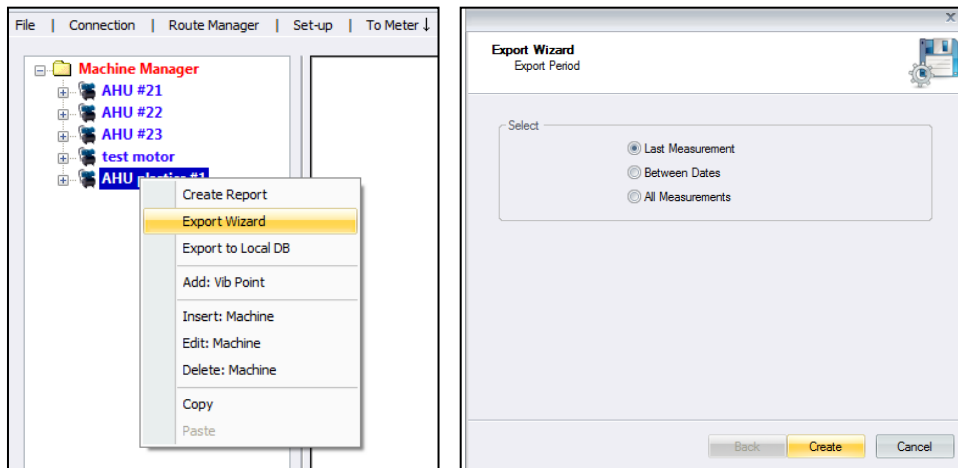 File | Connection | Route Manager | Set-up | To Meter ↓
Machine Manager
AHU #21
AHU #22
AHU #23
test motor
AHU plastics #1
Create Report
Export Wizard
Export to Local DB
Add: Vib Point
Insert: Machine
Edit: Machine
Delete: Machine
Copy
Paste
Export Wizard
Export Period
Select
Last Measurement
Between Dates
All Measurements
Back Create Cancel